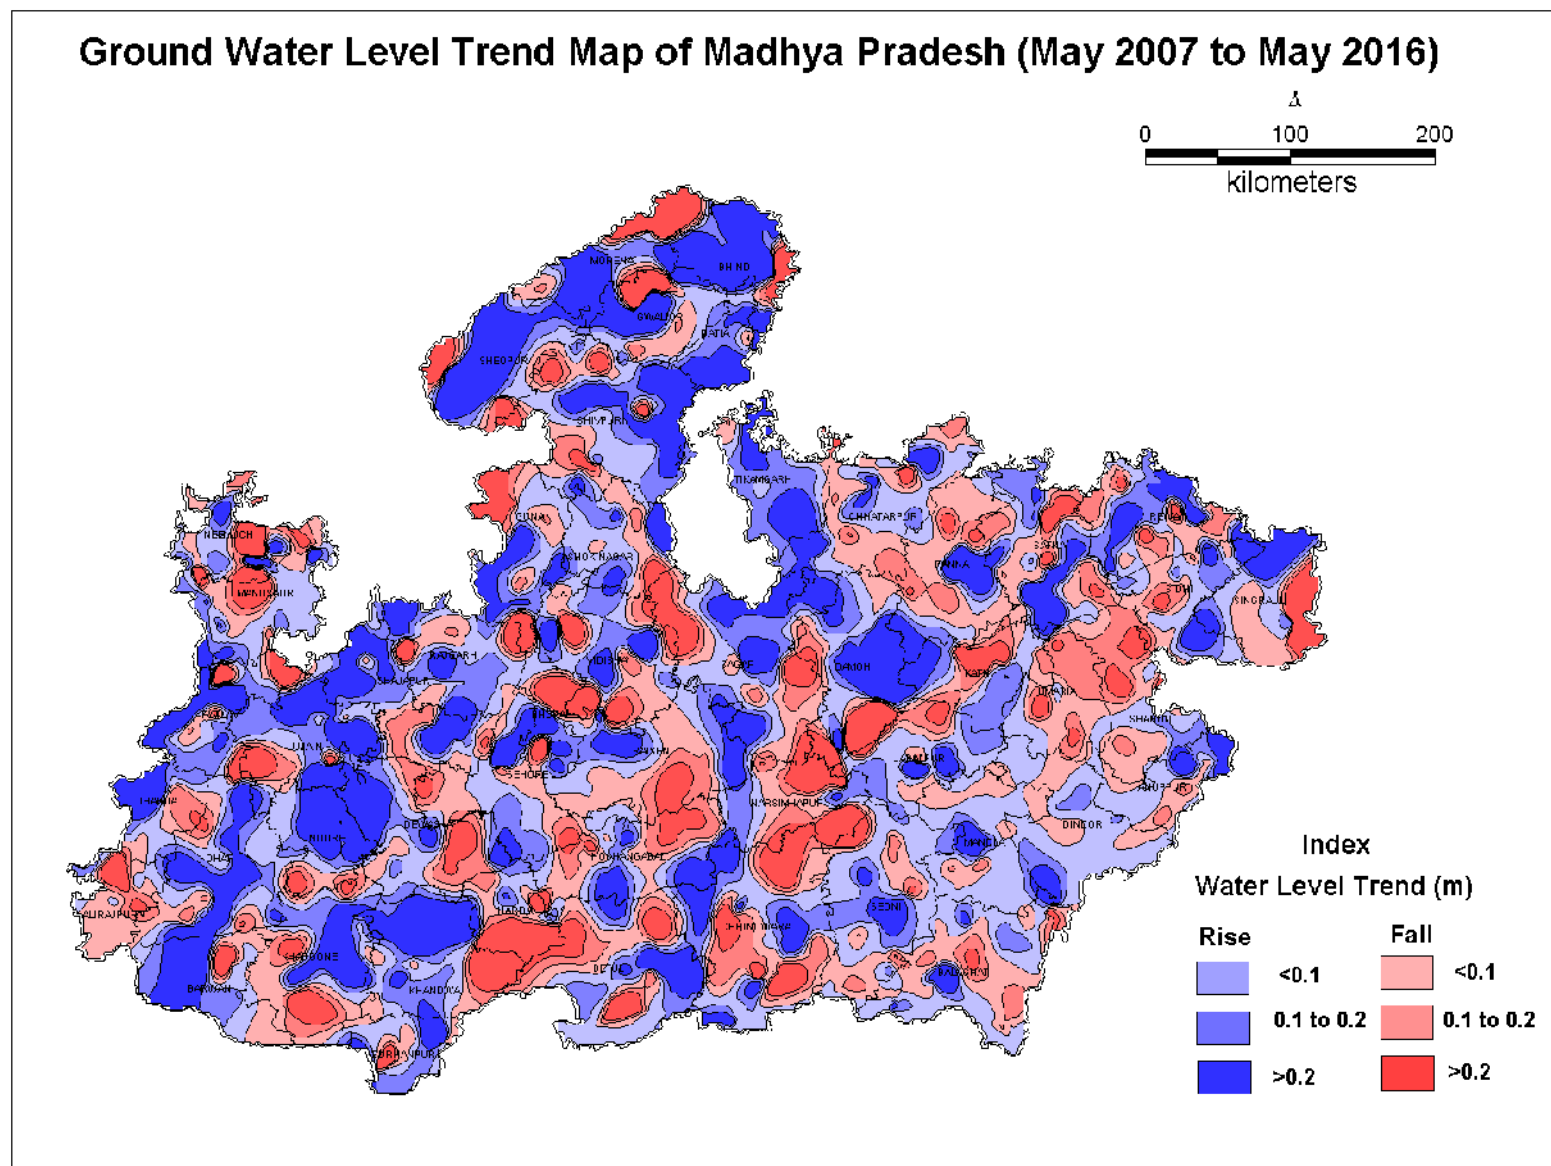 Ground Water Level Trend Map of Madhya Pradesh (May 2007 to May 2016)
0 100 200
kilometers
MORENA
BHIND
GWALIOR
DATIA
SHEOPUR
SHIVPURI
TIKAMGARH
GUNA
CHHATARPUR
REWA
NEEMUCH
SATNA
ASHOKNAGAR
PANNA
MANDSAUR
SIDHI
SINGRAULI
RAJGARH
VIDISHA
SAGAR
DAMOH
KATNI
SHAJAPUR
UMARIA
SHAHDOL
BHOPAL
UJJAIN
RAISEN
SEHORE
ANUPPUR
JHABUA
NARSINHAPUR
INDORE
DEWAS
DINDORI
DHAR
HOSHANGABAD
MANDLA
ALIRAJPUR
HARDA
SEONI
CHHINDWARA
KHARGONE
BETUL
BALAGHAT
BARWANI
KHANDWA
BURHANPUR
Index
Water Level Trend (m)
Rise Fall
<0.1 <0.1
0.1 to 0.2 0.1 to 0.2
>0.2 >0.2